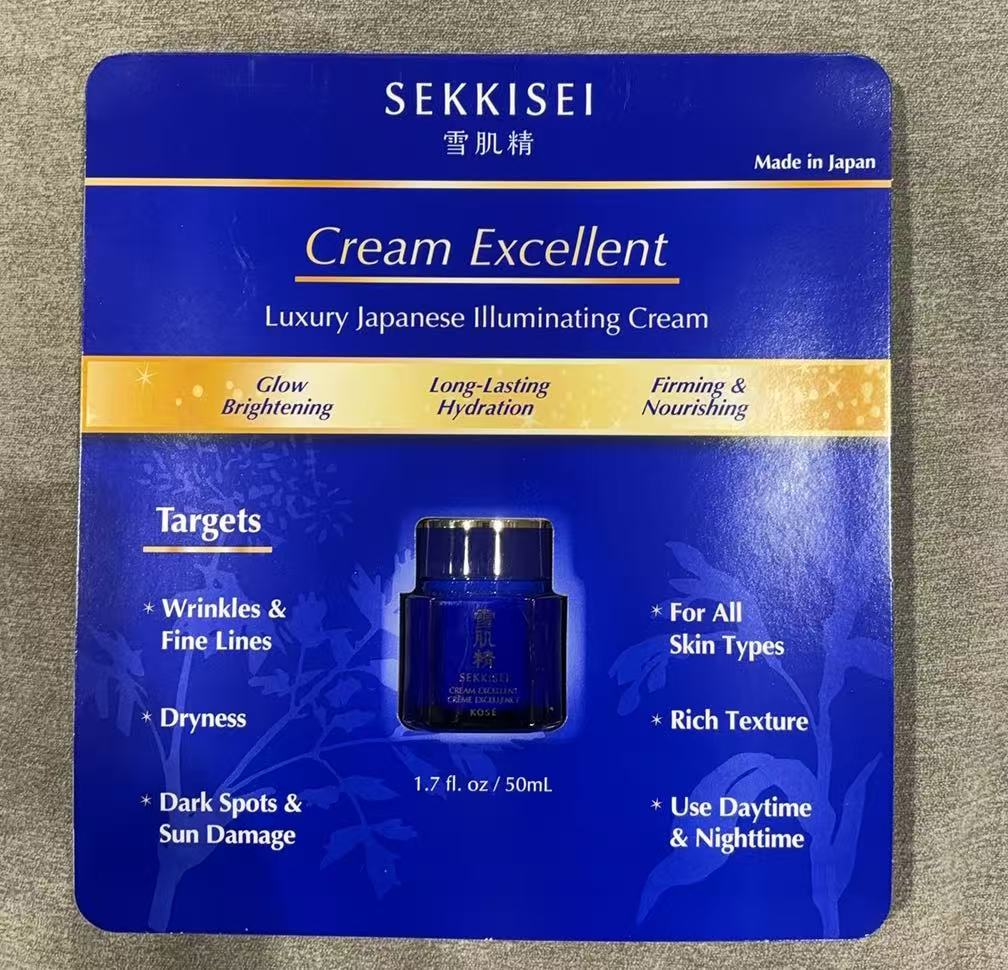 SEKKISEI
雪肌精
Made in Japan
Cream Excellent
Luxury Japanese Illuminating Cream
Glow
Brightening
Long-Lasting
Hydration
Firming &
Nourishing
Targets
* Wrinkles &
Fine Lines
* Dryness
* Dark Spots &
Sun Damage
雪肌精
SEKKISEI
CREAM EXCELLENT
CRÈME EXCELLENCE
KOSÉ
1.7 fl. oz / 50mL
* For All
Skin Types
* Rich Texture
* Use Daytime
& Nighttime